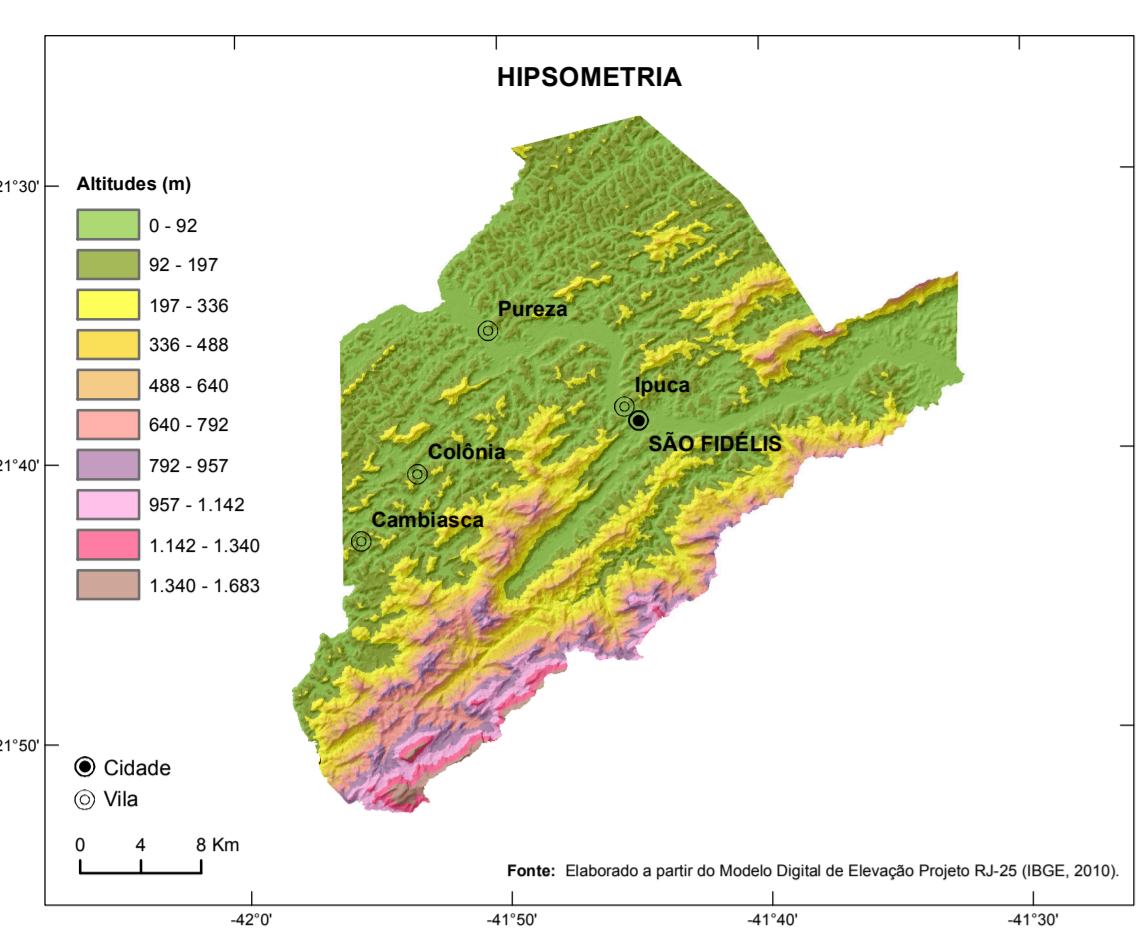 HIPSOMETRIA
Altitudes (m)
0 - 92
92 - 197
197 - 336
336 - 488
488 - 640
640 - 792
792 - 957
957 - 1.142
1.142 - 1.340
1.340 - 1.683
Pureza
Ipuca
SÃO FIDÉLIS
Colônia
Cambiasca
21°30'
21°40'
21°50'
Cidade
Vila
0 4 8 Km
Fonte: Elaborado a partir do Modelo Digital de Elevação Projeto RJ-25 (IBGE, 2010).
-42°0' -41°50' -41°40' -41°30'